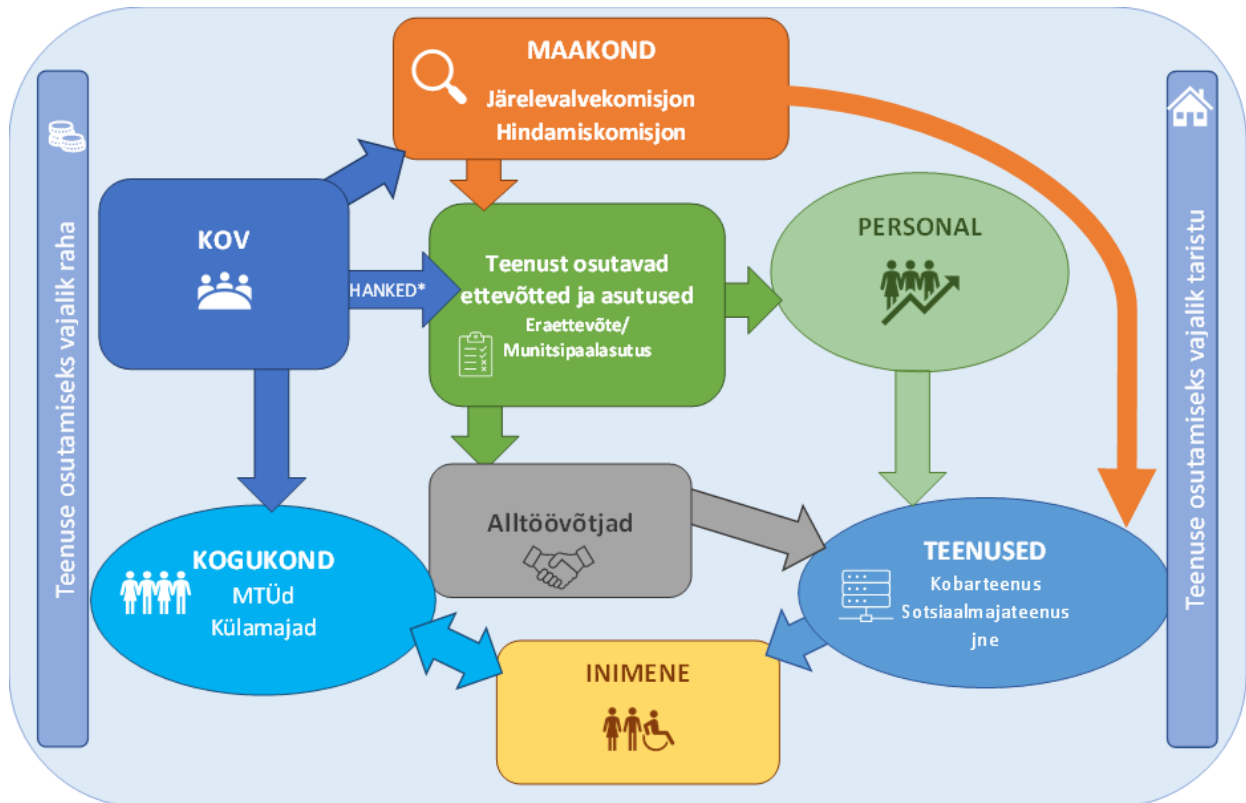 Teenuse osutamiseks vajalik raha
MAAKOND
Järelevalvekomisjon
Hindamiskomisjon
KOV
HANKED*
Teenust osutavad
ettevõtted ja asutused
Eraettevõte/
Munitsipaalasutus
PERSONAL
Alltöövõtjad
KOGUKOND
MTÜd
Külamajad
TEENUSED
Kobarteenus
Sotsiaalmajateenus
jne
INIMENE
Teenuse osutamiseks vajalik taristu